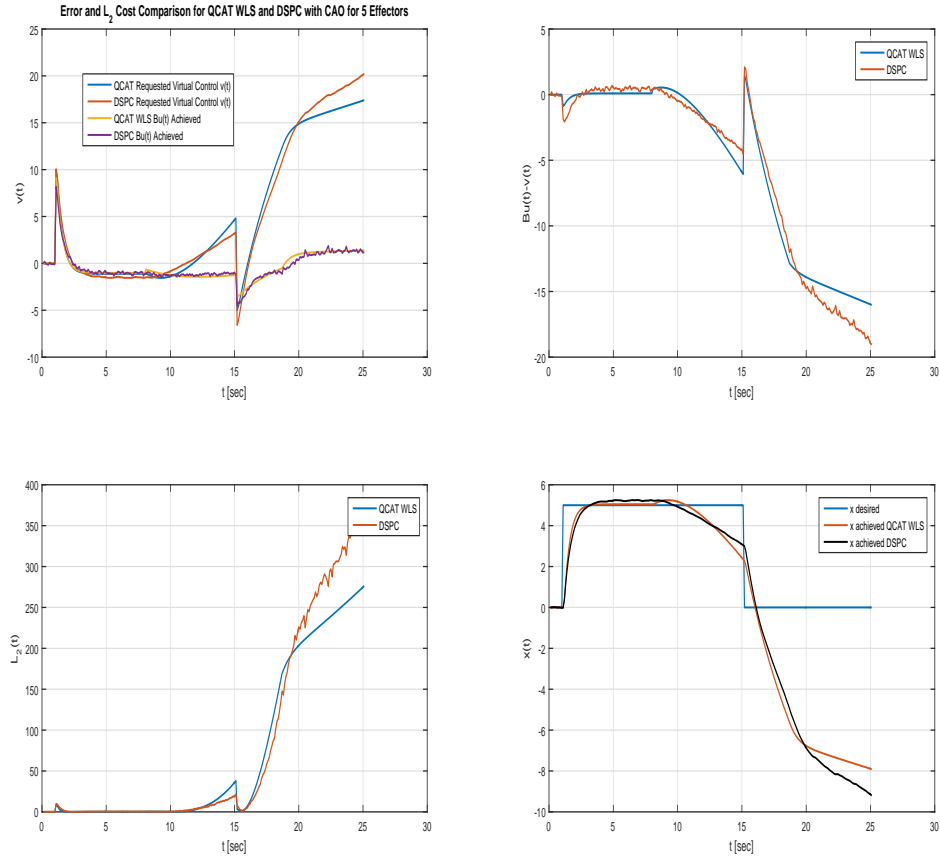 Error and L2 Cost Comparison for QCAT WLS and DSPC with CAO for 5 Effectors
20
15
10
5
0
-5
-10
v(t)
QCAT Requested Virtual Control v(t)
DSPC Requested Virtual Control v(t)
QCAT WLS Bu(t) Achieved
DSPC Bu(t) Achieved
0 5 10 15 20 25 30
t [sec]
5
0
-5
-10
-15
-20
Bu(t)-v(t)
QCAT WLS
DSPC
0 5 10 15 20 25 30
t [sec]
400
350
300
250
200
150
100
50
0
L2(t)
QCAT WLS
DSPC
0 5 10 15 20 25 30
t [sec]
6
4
2
0
-2
-4
-6
-8
-10
x(t)
x desired
x achieved QCAT WLS
x achieved DSPC
0 5 10 15 20 25 30
t [sec]